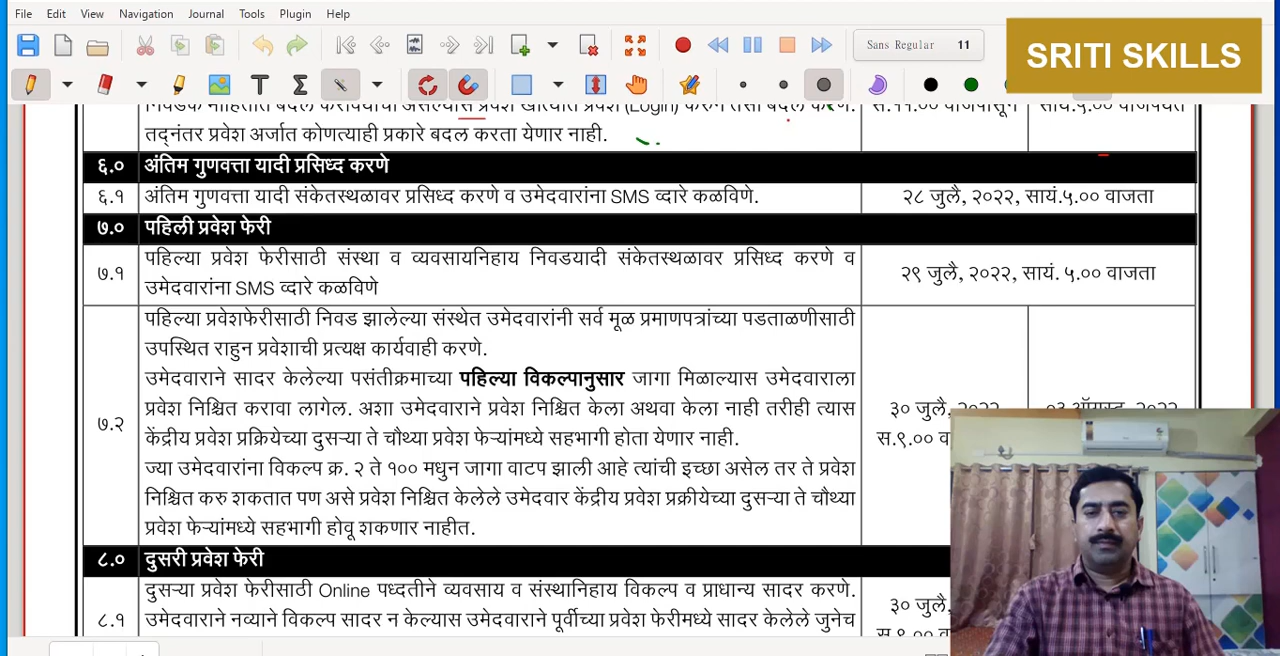 File Edit View Navigation Journal Tools Plugin Help
Sans Regular 11
SRITI SKILLS
तद्नंतर प्रवेश अर्जात कोणत्याही प्रकारे बदल करता येणार नाही.
६.० अंतिम गुणवत्ता यादी प्रसिध्द करणे
६.१ अंतिम गुणवत्ता यादी संकेतस्थळावर प्रसिध्द करणे व उमेदवारांना SMS व्दारे कळविणे. २८ जुलै, २०२२, सायं.५.०० वाजता
७.० पहिली प्रवेश फेरी
७.१ पहिल्या प्रवेश फेरीसाठी संस्था व व्यवसायनिहाय निवडयादी संकेतस्थळावर प्रसिध्द करणे व
उमेदवारांना SMS व्दारे कळविणे २९ जुलै, २०२२, सायं. ५.०० वाजता
पहिल्या प्रवेशफेरीसाठी निवड झालेल्या संस्थेत उमेदवारांनी सर्व मूळ प्रमाणपत्रांच्या पडताळणीसाठी
उपस्थित राहुन प्रवेशाची प्रत्यक्ष कार्यवाही करणे.
उमेदवाराने सादर केलेल्या पसंतीक्रमाच्या पहिल्या विकल्पानुसार जागा मिळाल्यास उमेदवाराला
प्रवेश निश्चित करावा लागेल. अशा उमेदवाराने प्रवेश निश्चित केला अथवा केला नाही तरीही त्यास ३० जुलै,
७.२ केंद्रीय प्रवेश प्रक्रियेच्या दुसऱ्या ते चौथ्या प्रवेश फेऱ्यांमध्ये सहभागी होता येणार नाही. स.९.००
ज्या उमेदवारांना विकल्प क्र. २ ते १०० मधुन जागा वाटप झाली आहे त्यांची इच्छा असेल तर ते प्रवेश
निश्चित करु शकतात पण असे प्रवेश निश्चित केलेले उमेदवार केंद्रीय प्रवेश प्रक्रीयेच्या दुसऱ्या ते चौथ्या
प्रवेश फेऱ्यांमध्ये सहभागी होवू शकणार नाहीत.
८.० दुसरी प्रवेश फेरी
दुसऱ्या प्रवेश फेरीसाठी Online पध्दतीने व्यवसाय व संस्थानिहाय विकल्प व प्राधान्य सादर करणे. ३० जुलै,
८.१ उमेदवाराने नव्याने विकल्प सादर न केल्यास उमेदवाराने पूर्वीच्या प्रवेश फेरीमध्ये सादर केलेले जुनेच